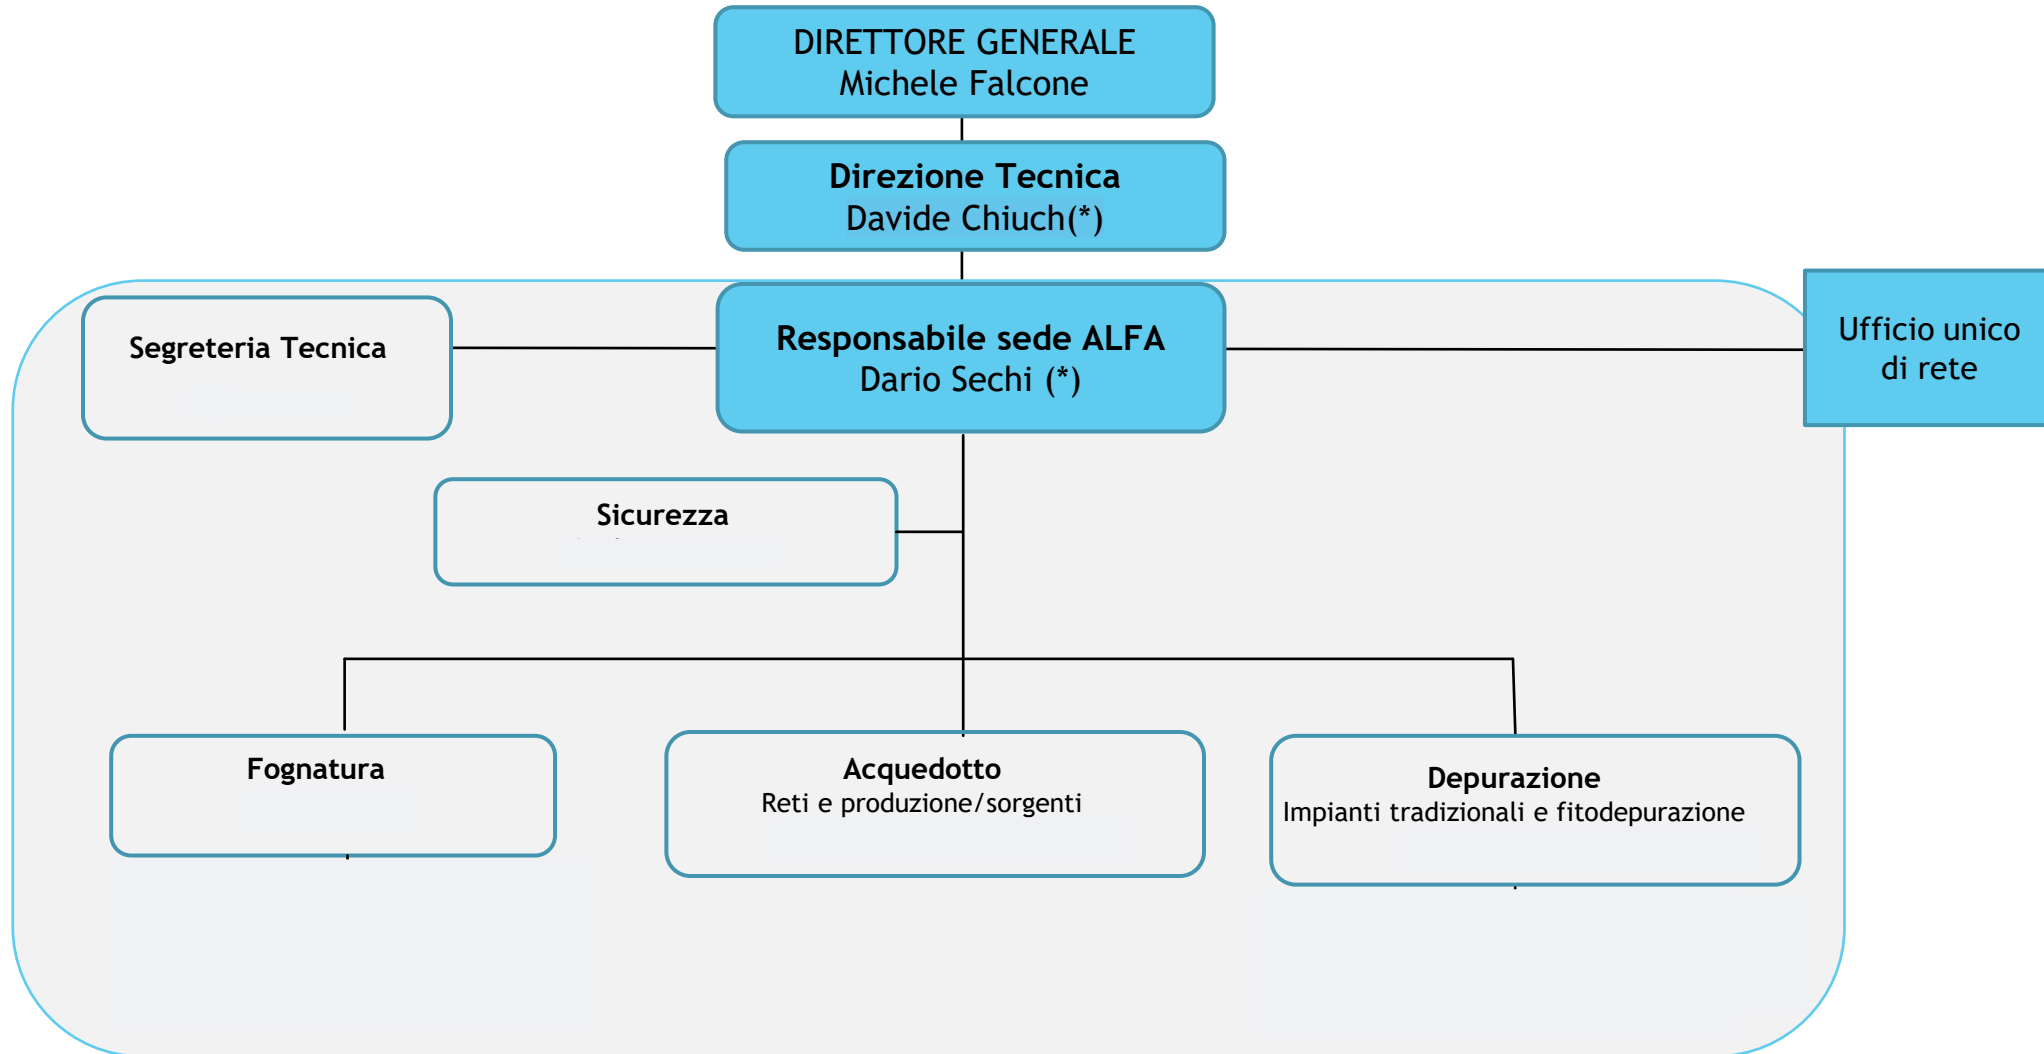 DIRETTORE GENERALE
Michele Falcone
Direzione Tecnica
Davide Chiuch(*)
Segreteria Tecnica
Responsabile sede ALFA
Dario Sechi (*)
Ufficio unico
di rete
Sicurezza
Fognatura
Acquedotto
Reti e produzione/sorgenti
Depurazione
Impianti tradizionali e fitodepurazione